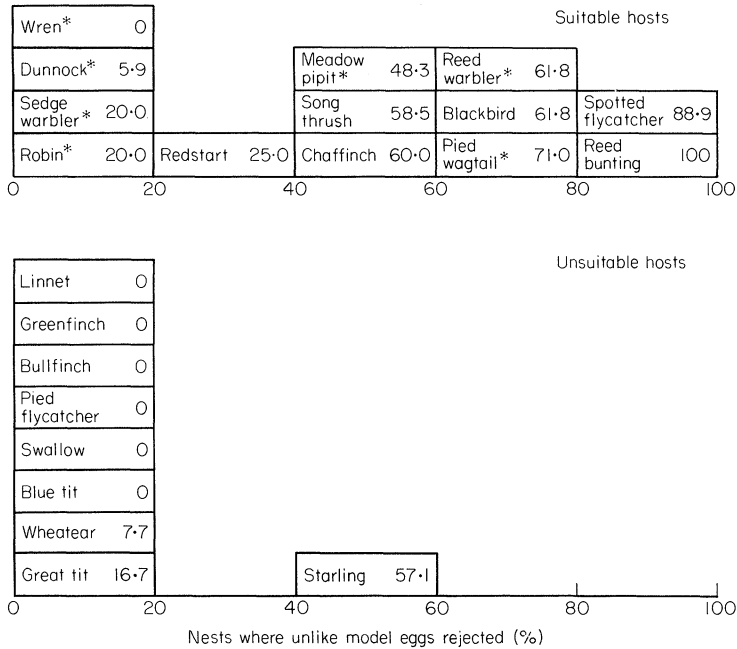 Suitable hosts
Wren* 0
Dunnock* 5·9
Meadow
pipit* 48·3
Reed
warbler* 61·8
Sedge
warbler* 20·0
Song
thrush 58·5
Blackbird 61·8
Spotted
flycatcher 88·9
Robin* 20·0
Redstart 25·0
Chaffinch 60·0
Pied
wagtail* 71·0
Reed
bunting 100
0 20 40 60 80 100
Unsuitable hosts
Linnet 0
Greenfinch 0
Bullfinch 0
Pied
flycatcher 0
Swallow 0
Blue tit 0
Wheatear 7·7
Great tit 16·7
Starling 57·1
0 20 40 60 80 100
Nests where unlike model eggs rejected (%)